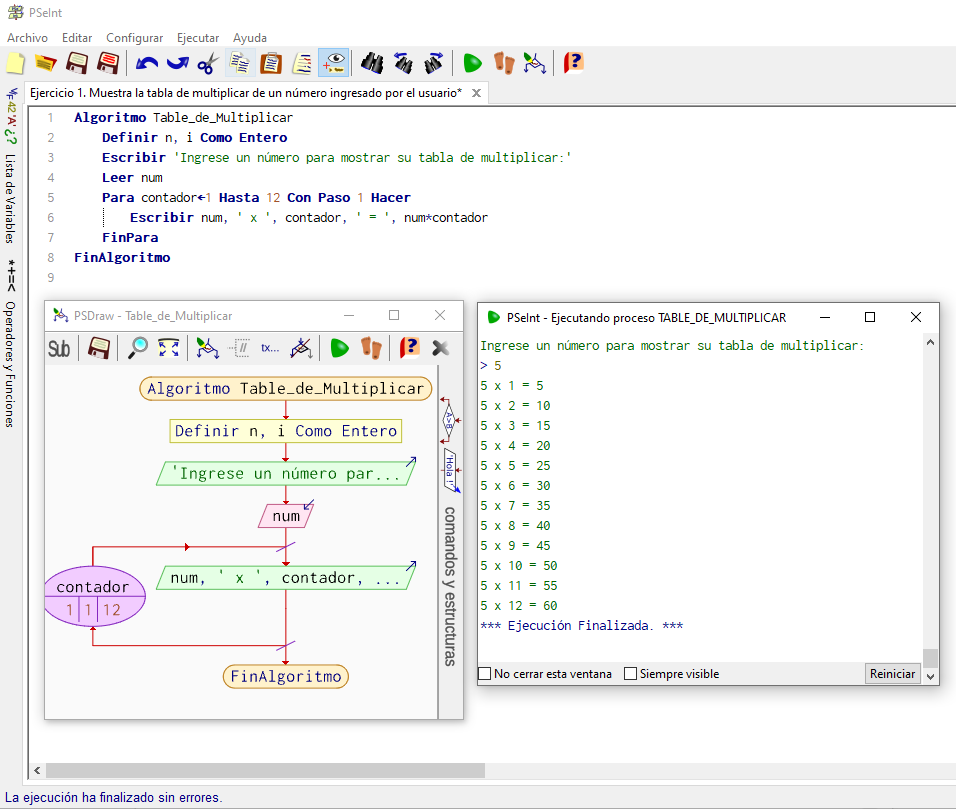 PSeInt
Archivo Editar Configurar Ejecutar Ayuda
Ejercicio 1. Muestra la tabla de multiplicar de un número ingresado por el usuario*
42 'A' ¿? Lista de Variables
*+=< Operadores y Funciones
1 Algoritmo Table_de_Multiplicar
2 Definir n, i Como Entero
3 Escribir 'Ingrese un número para mostrar su tabla de multiplicar:'
4 Leer num
5 Para contador←1 Hasta 12 Con Paso 1 Hacer
6 Escribir num, ' x ', contador, ' = ', num*contador
7 FinPara
8 FinAlgoritmo
9
PSDraw - Table_de_Multiplicar
Sub // tx... ?
Algoritmo Table_de_Multiplicar
Definir n, i Como Entero
'Ingrese un número par...
num
contador
1 1 12
num, ' x ', contador, ...
FinAlgoritmo
A>B
'Hola !'
comandos y estructuras
PSeInt - Ejecutando proceso TABLE_DE_MULTIPLICAR
Ingrese un número para mostrar su tabla de multiplicar:
> 5
5 x 1 = 5
5 x 2 = 10
5 x 3 = 15
5 x 4 = 20
5 x 5 = 25
5 x 6 = 30
5 x 7 = 35
5 x 8 = 40
5 x 9 = 45
5 x 10 = 50
5 x 11 = 55
5 x 12 = 60
*** Ejecución Finalizada. ***
No cerrar esta ventana Siempre visible Reiniciar
La ejecución ha finalizado sin errores.